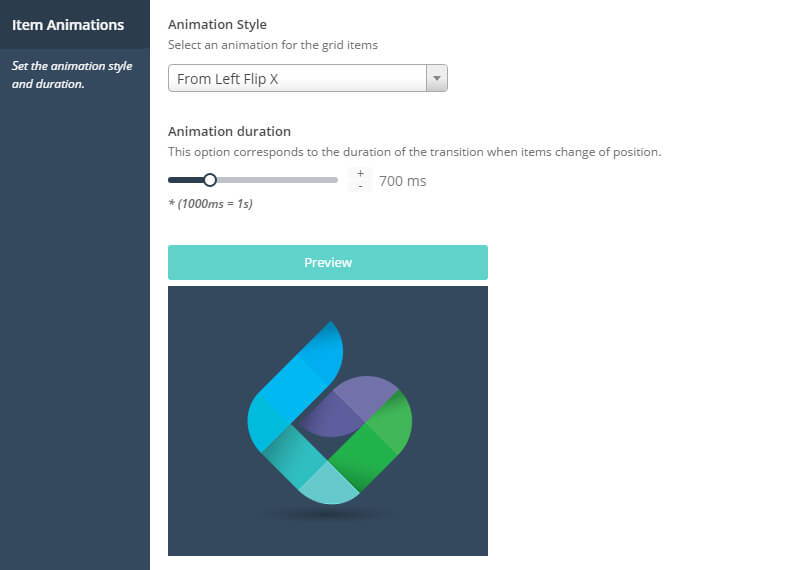 Item Animations
Set the animation style
and duration.
Animation Style
Select an animation for the grid items
From Left Flip X
Animation duration
This option corresponds to the duration of the transition when items change of position.
+
-
700 ms
* (1000ms = 1s)
Preview